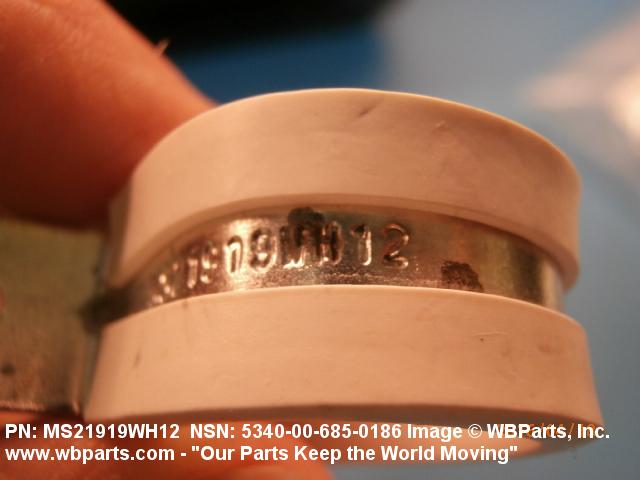 21919WH12
PN: MS21919WH12 NSN: 5340-00-685-0186 Image © WBParts, Inc.
www.wbparts.com - "Our Parts Keep the World Moving"